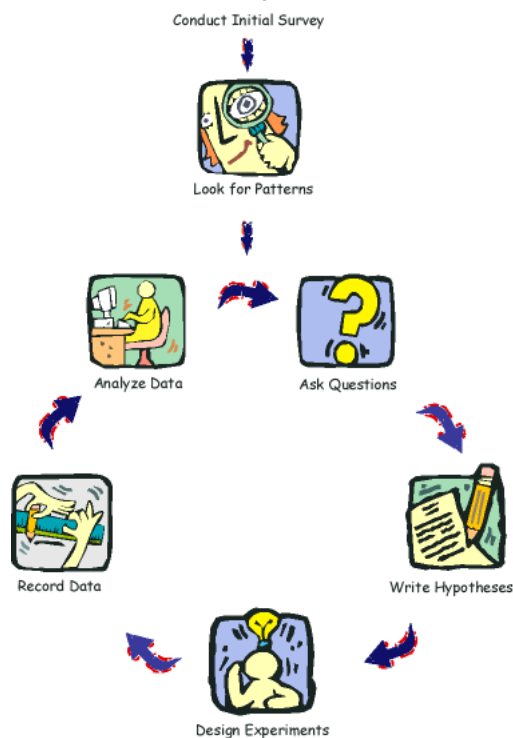 Conduct Initial Survey
Look for Patterns
Analyze Data
Ask Questions
Record Data
Write Hypotheses
Design Experiments